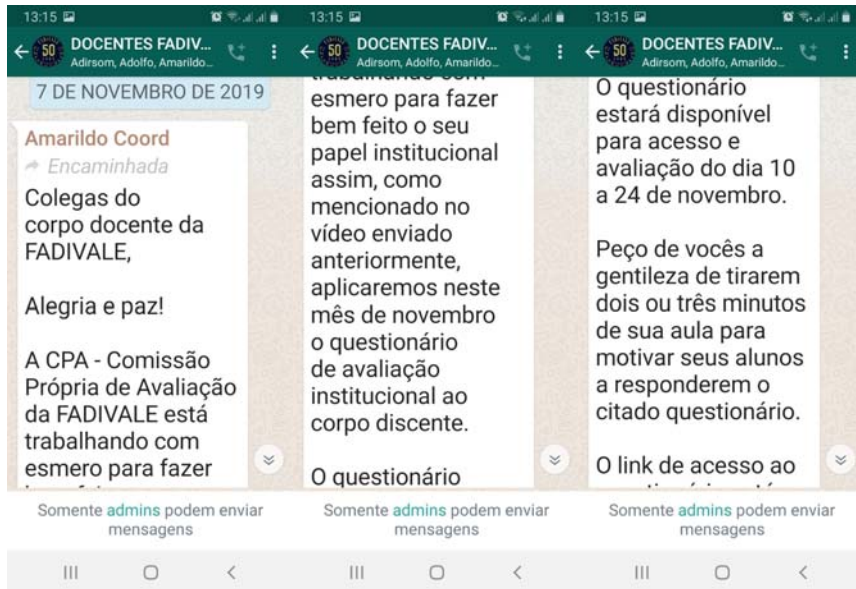 13:15
DOCENTES FADIV...
Adirsom, Adolfo, Amarildo...
7 DE NOVEMBRO DE 2019
Amarildo Coord
Encaminhada
Colegas do
corpo docente da
FADIVALE,
Alegria e paz!
A CPA - Comissão
Própria de Avaliação
da FADIVALE está
trabalhando com
esmero para fazer
Somente admins podem enviar
mensagens
13:15
DOCENTES FADIV...
Adirsom, Adolfo, Amarildo...
trabalhando com
esmero para fazer
bem feito o seu
papel institucional
assim, como
mencionado no
vídeo enviado
anteriormente,
aplicaremos neste
mês de novembro
o questionário
de avaliação
institucional ao
corpo discente.
O questionário
Somente admins podem enviar
mensagens
13:15
DOCENTES FADIV...
Adirsom, Adolfo, Amarildo...
O questionário
estará disponível
para acesso e
avaliação do dia 10
a 24 de novembro.
Peço de vocês a
gentileza de tirarem
dois ou três minutos
de sua aula para
motivar seus alunos
a responderem o
citado questionário.
O link de acesso ao
Somente admins podem enviar
mensagens